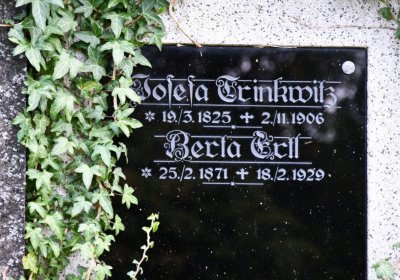 Josefa Trinkwitz
* 19/3.1825 + 2/11.1906
Berta Ertl
* 25/2.1871 + 18/2.1929